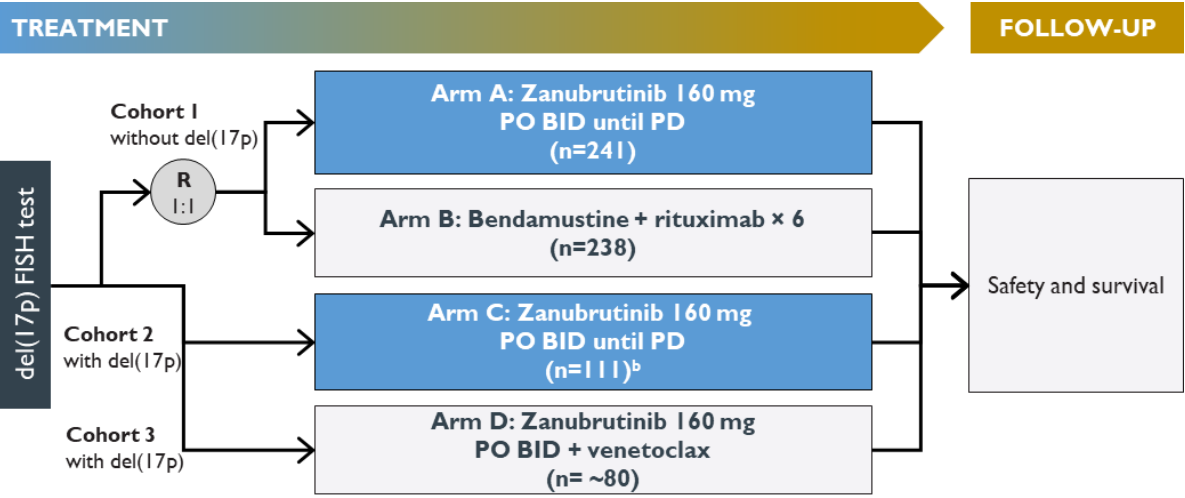 TREATMENT
FOLLOW-UP
del(17p) FISH test
Cohort 1
without del(17p)
R
1:1
Arm A: Zanubrutinib 160 mg
PO BID until PD
(n=241)
Arm B: Bendamustine + rituximab × 6
(n=238)
Cohort 2
with del(17p)
Arm C: Zanubrutinib 160 mg
PO BID until PD
(n=111)ᵇ
Cohort 3
with del(17p)
Arm D: Zanubrutinib 160 mg
PO BID + venetoclax
(n= ~80)
Safety and survival